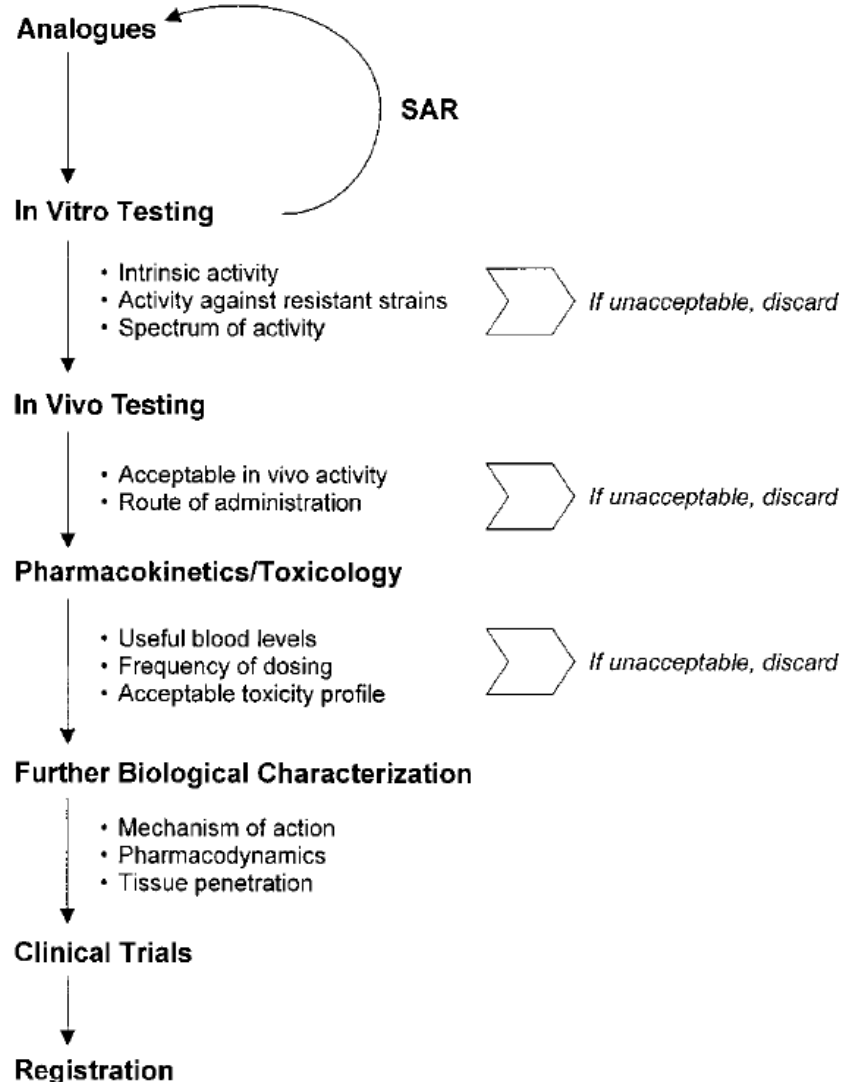 Analogues
SAR
In Vitro Testing
• Intrinsic activity
• Activity against resistant strains
• Spectrum of activity
If unacceptable, discard
In Vivo Testing
• Acceptable in vivo activity
• Route of administration
If unacceptable, discard
Pharmacokinetics/Toxicology
• Useful blood levels
• Frequency of dosing
• Acceptable toxicity profile
If unacceptable, discard
Further Biological Characterization
• Mechanism of action
• Pharmacodynamics
• Tissue penetration
Clinical Trials
Registration